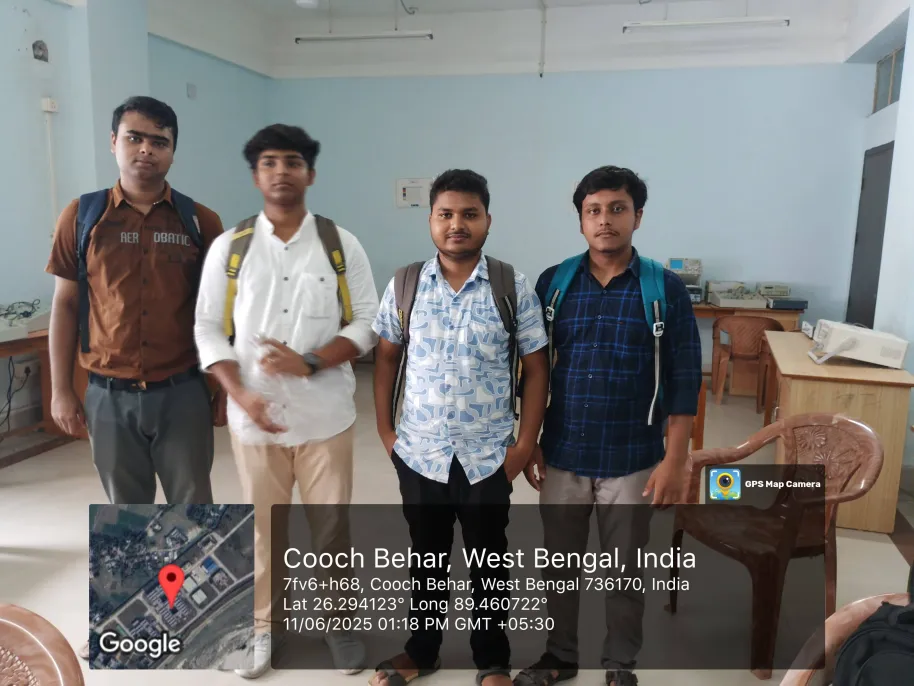 AER OBATIC
GPS Map Camera
Cooch Behar, West Bengal, India
7fv6+h68, Cooch Behar, West Bengal 736170, India
Lat 26.294123° Long 89.460722°
11/06/2025 01:18 PM GMT +05:30
Google